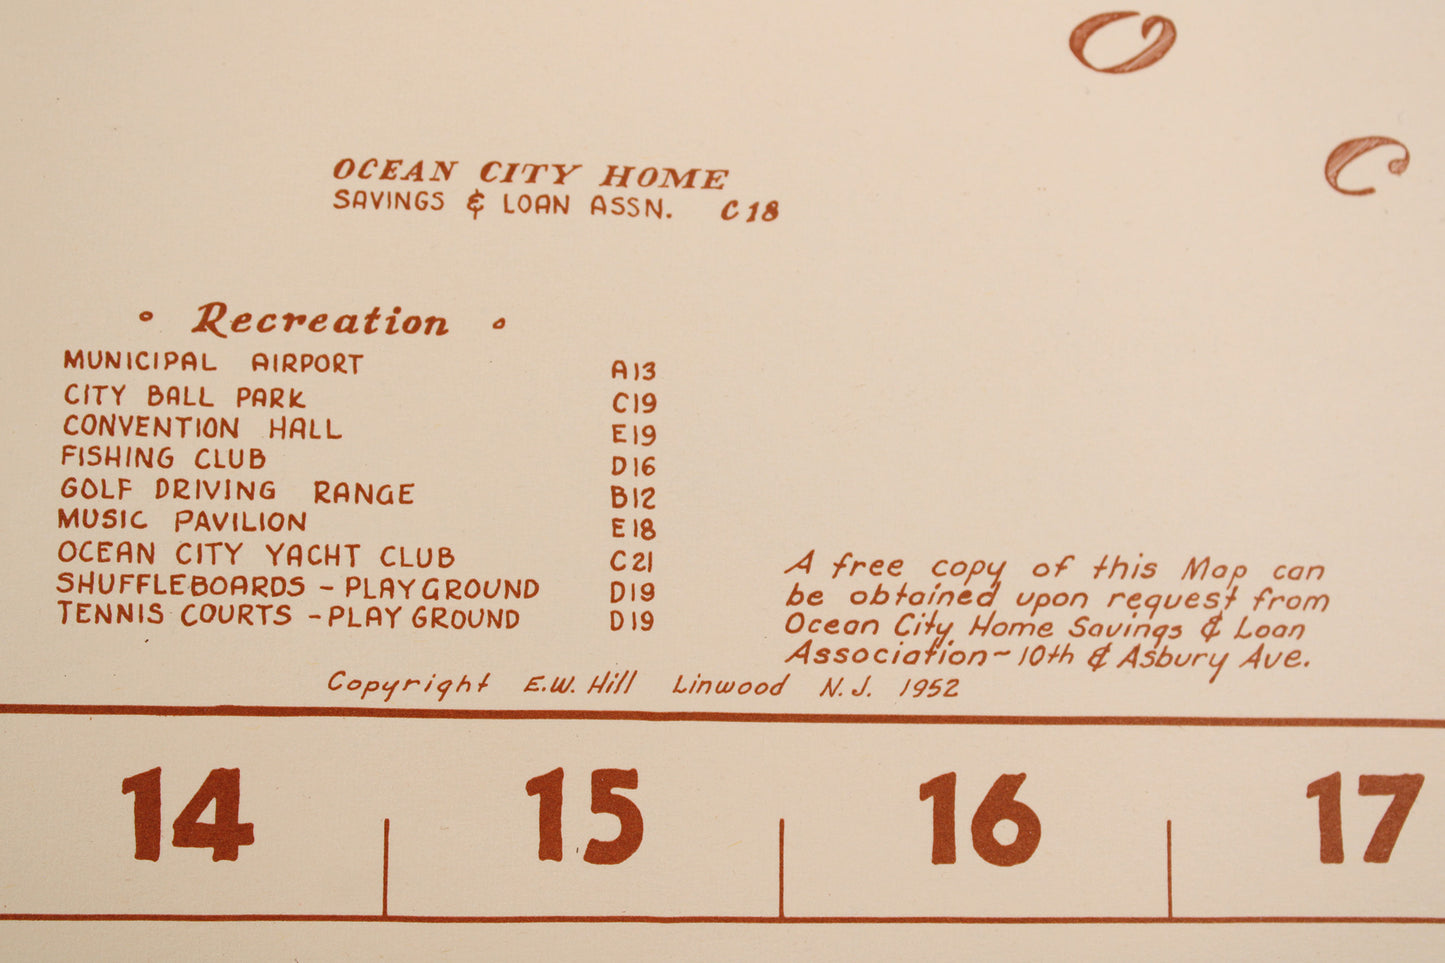 O
C
OCEAN CITY HOME
SAVINGS & LOAN ASSN. C18
• Recreation •
MUNICIPAL AIRPORT A13
CITY BALL PARK C19
CONVENTION HALL E19
FISHING CLUB D16
GOLF DRIVING RANGE B12
MUSIC PAVILION E18
OCEAN CITY YACHT CLUB C21
SHUFFLEBOARDS - PLAYGROUND D19
TENNIS COURTS - PLAY GROUND D19
A free copy of this Map can
be obtained upon request from
Ocean City Home Savings & Loan
Association ~ 10th & Asbury Ave.
Copyright E.W. Hill Linwood N.J. 1952
14 15 16 17